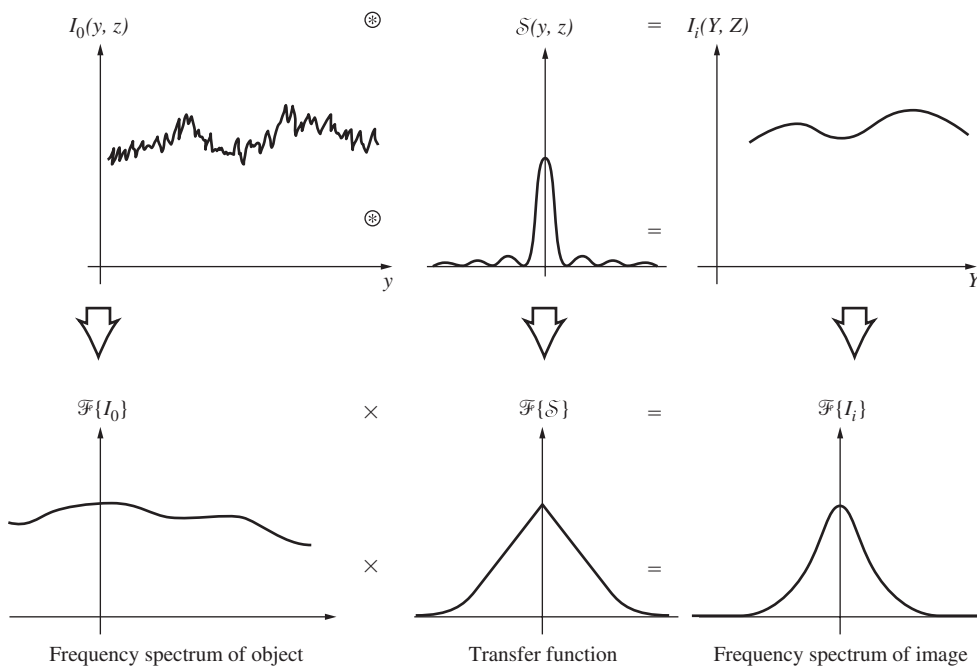 I₀(y, z) ⊛ 𝒮(y, z) = Iᵢ(Y, Z)
⊛ =
y Y
ℱ{I₀} × ℱ{𝒮} = ℱ{Iᵢ}
× =
Frequency spectrum of object Transfer function Frequency spectrum of image